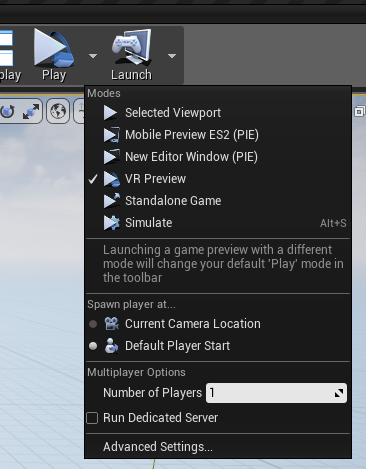 play
Play
Launch
Modes
Selected Viewport
Mobile Preview ES2 (PIE)
New Editor Window (PIE)
VR Preview
Standalone Game
Simulate Alt+S
Launching a game preview with a different
mode will change your default 'Play' mode in
the toolbar
Spawn player at...
Current Camera Location
Default Player Start
Multiplayer Options
Number of Players 1
Run Dedicated Server
Advanced Settings...